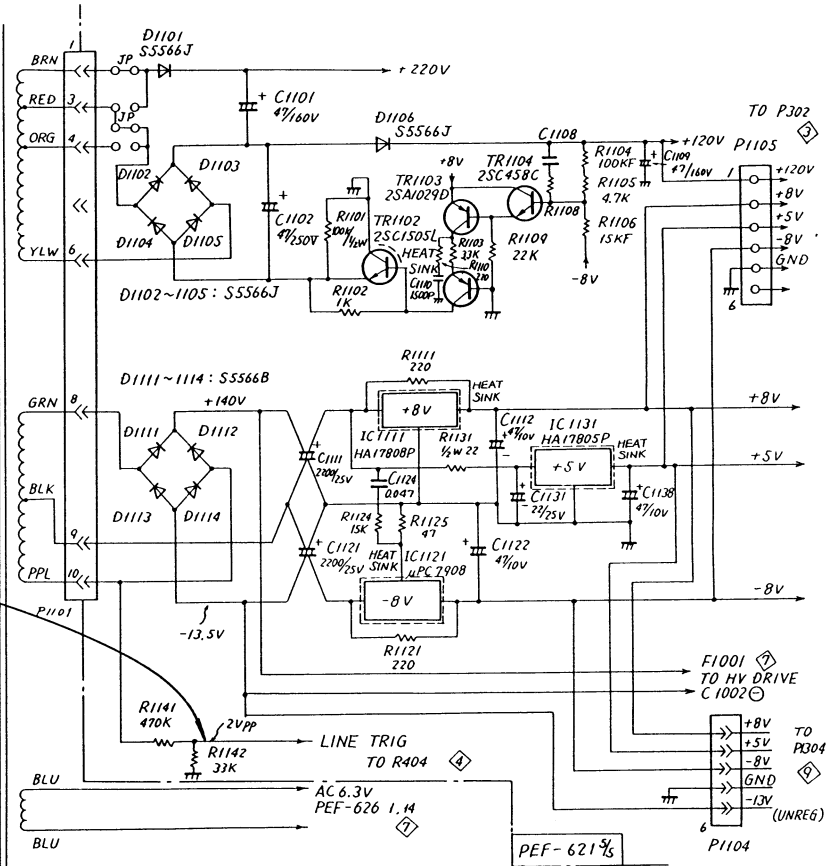 1
BRN
RED 3
ORG 4
YLW 6
JP
JP
D1101
S5566J
+220V
+ C1101
47/160V
D1106
S5566J
D1102
D1103
D1104
D1105
+
C1102
47/250V
D1102~1105 : S5566J
R1101
100K/½W
TR1102
2SC1505L
R1102
1K
HEAT
SINK
C1110
1500P
+8V
TR1103
2SA1029D
TR1104
2SC458C
R1103
33K
R1110
R1109
22K
C1108
R1108
R1104
100KF
R1105
4.7K
R1106
15KF
-8V
+ C1109
47/160V
+120V
TO P302
3
P1105
1
+120V
+8V
+5V
-8V
GND
6
GRN 8
BLK
9
PPL 10
P1101
D1111~1114 : S5566B
+140V
D1111
D1112
D1113
D1114
-13.5V
+
C1111
2200/25V
+
C1121
2200/25V
R1111
220
HEAT
SINK
+8V
IC1111
HA17808P
R1131
½W 22
C1124
0.047
R1124
15K
R1125
47
HEAT
SINK
IC1121
μPC7908
-8V
R1121
220
C1112
+ 47/10V
-
+ C1122
47/10V
IC1131
HA17805P
HEAT
SINK
+5V
+
- C1131
22/25V
+ C1138
47/10V
+8V
+5V
-8V
F1001 7
TO HV DRIVE
C1002⊖
R1141
470K
2VPP
R1142
33K
LINE TRIG
TO R404
4
BLU
BLU
AC 6.3V
PEF-626 1.14
7
+8V
+5V
-8V
GND
-13V
(UNREG)
TO
P1304
9
6
P1104
PEF-621 5/5